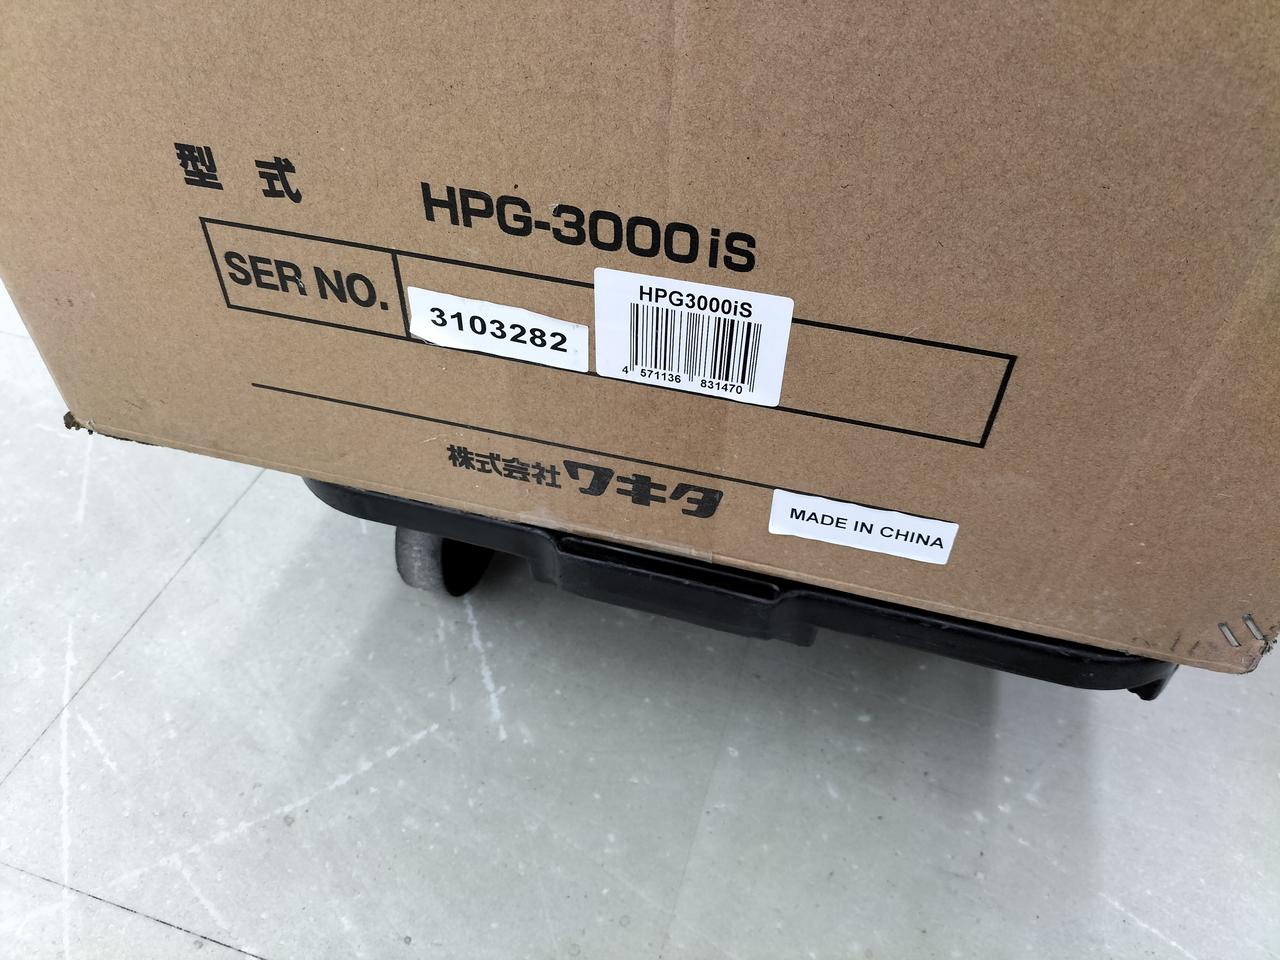 型 式 HPG-3000iS
SER NO. 3103282
HPG3000iS
4 571136 831470
株式会社ワキタ
MADE IN CHINA